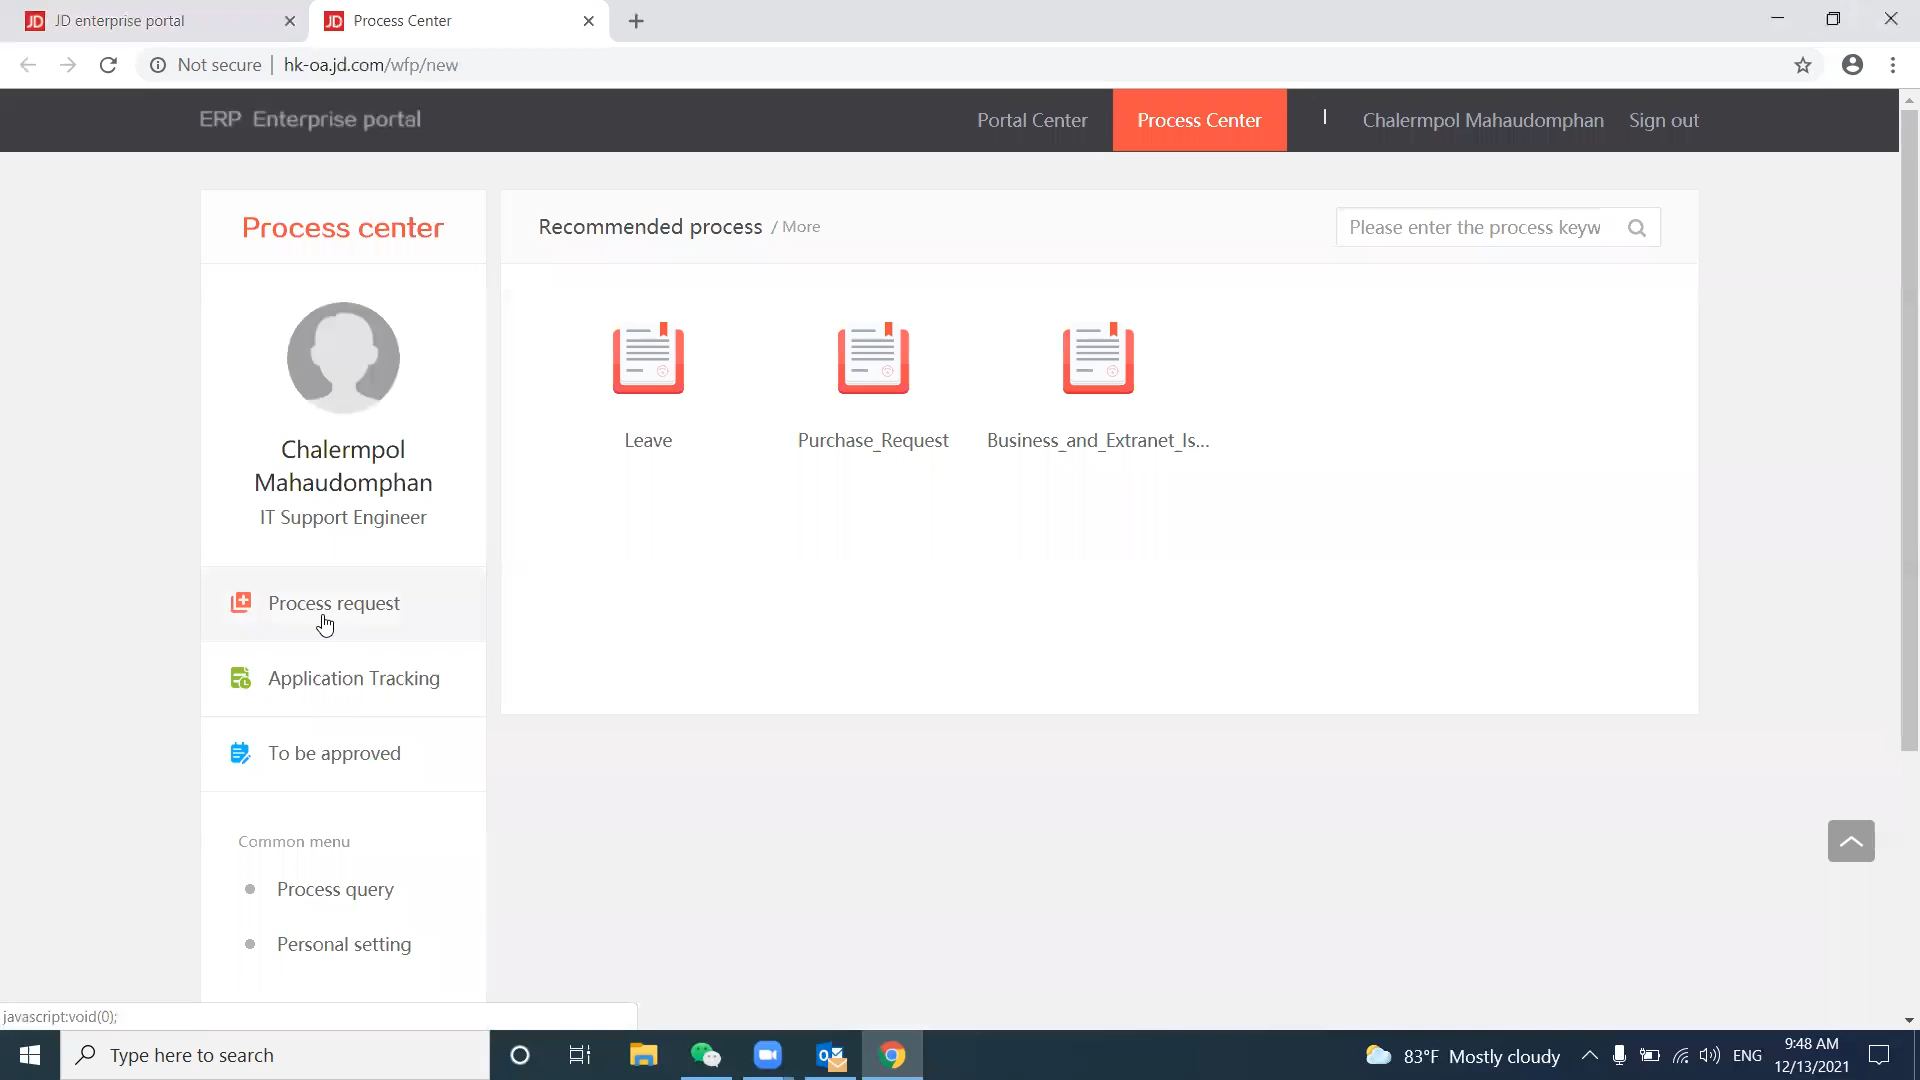 JD enterprise portal
Process Center
Not secure | hk-oa.jd.com/wfp/new
ERP Enterprise portal
Portal Center
Process Center
Chalermpol Mahaudomphan
Sign out
Process center
Recommended process / More
Please enter the process keyw
Chalermpol
Mahaudomphan
IT Support Engineer
Leave
Purchase_Request
Business_and_Extranet_Is...
Process request
Application Tracking
To be approved
Common menu
Process query
Personal setting
javascript:void(0);
Type here to search
83°F Mostly cloudy
ENG
9:48 AM
12/13/2021